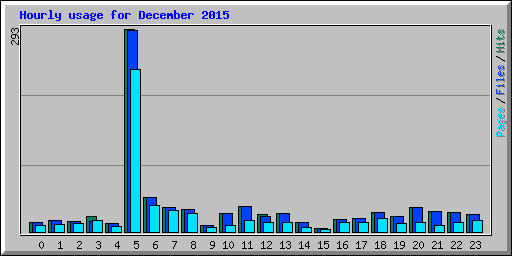 Hourly usage for December 2015
293
Pages/Files/Hits
0 1 2 3 4 5 6 7 8 9 10 11 12 13 14 15 16 17 18 19 20 21 22 23